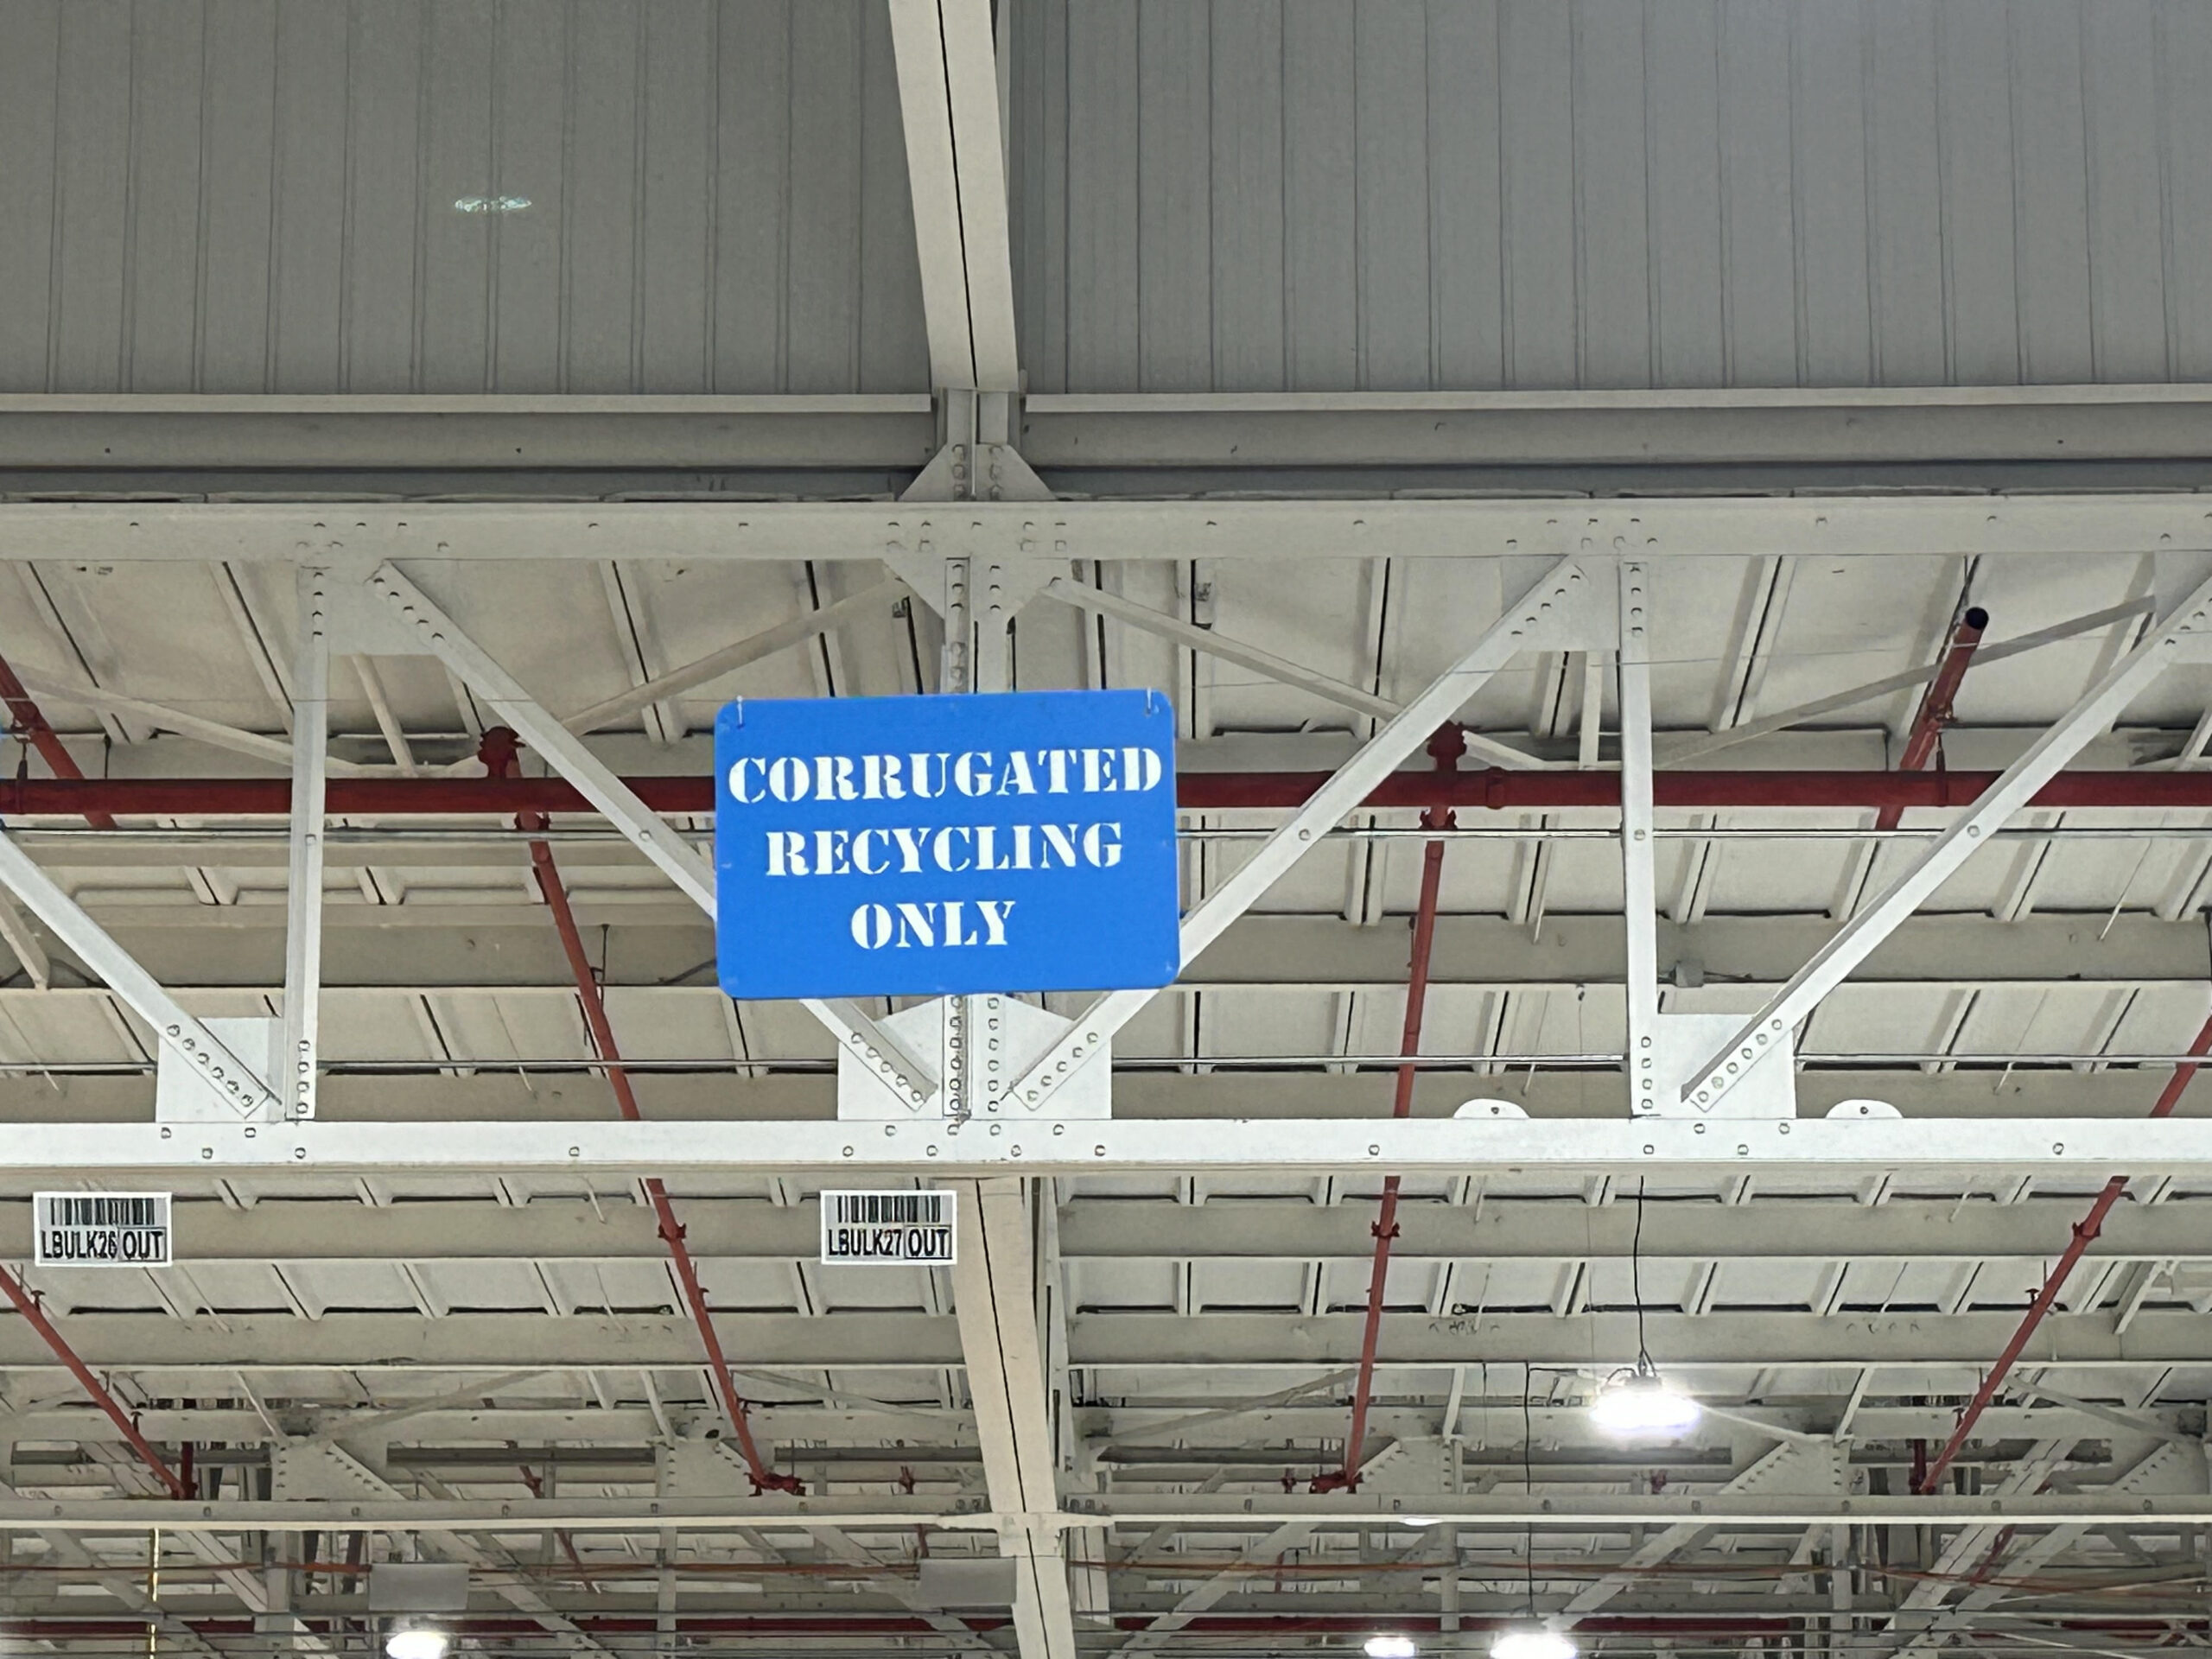 CORRUGATED
RECYCLING
ONLY
LBULK26 OUT
LBULK27 OUT